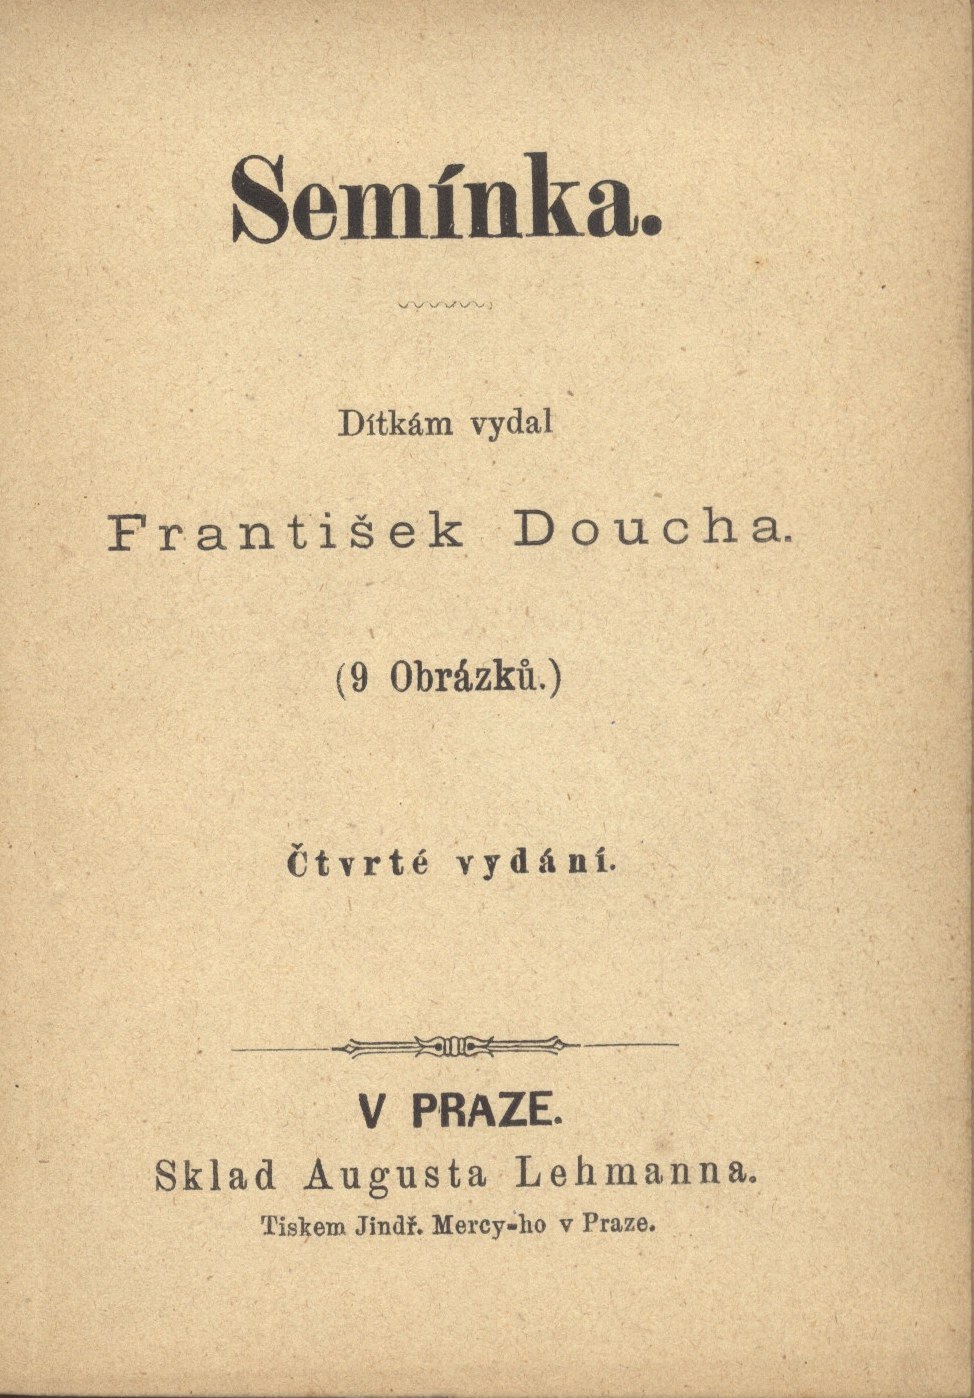 Semínka.
Dítkám vydal
František Doucha.
(9 Obrázků.)
Čtvrté vydání.
V PRAZE.
Sklad Augusta Lehmanna.
Tiskem Jindř. Mercy-ho v Praze.